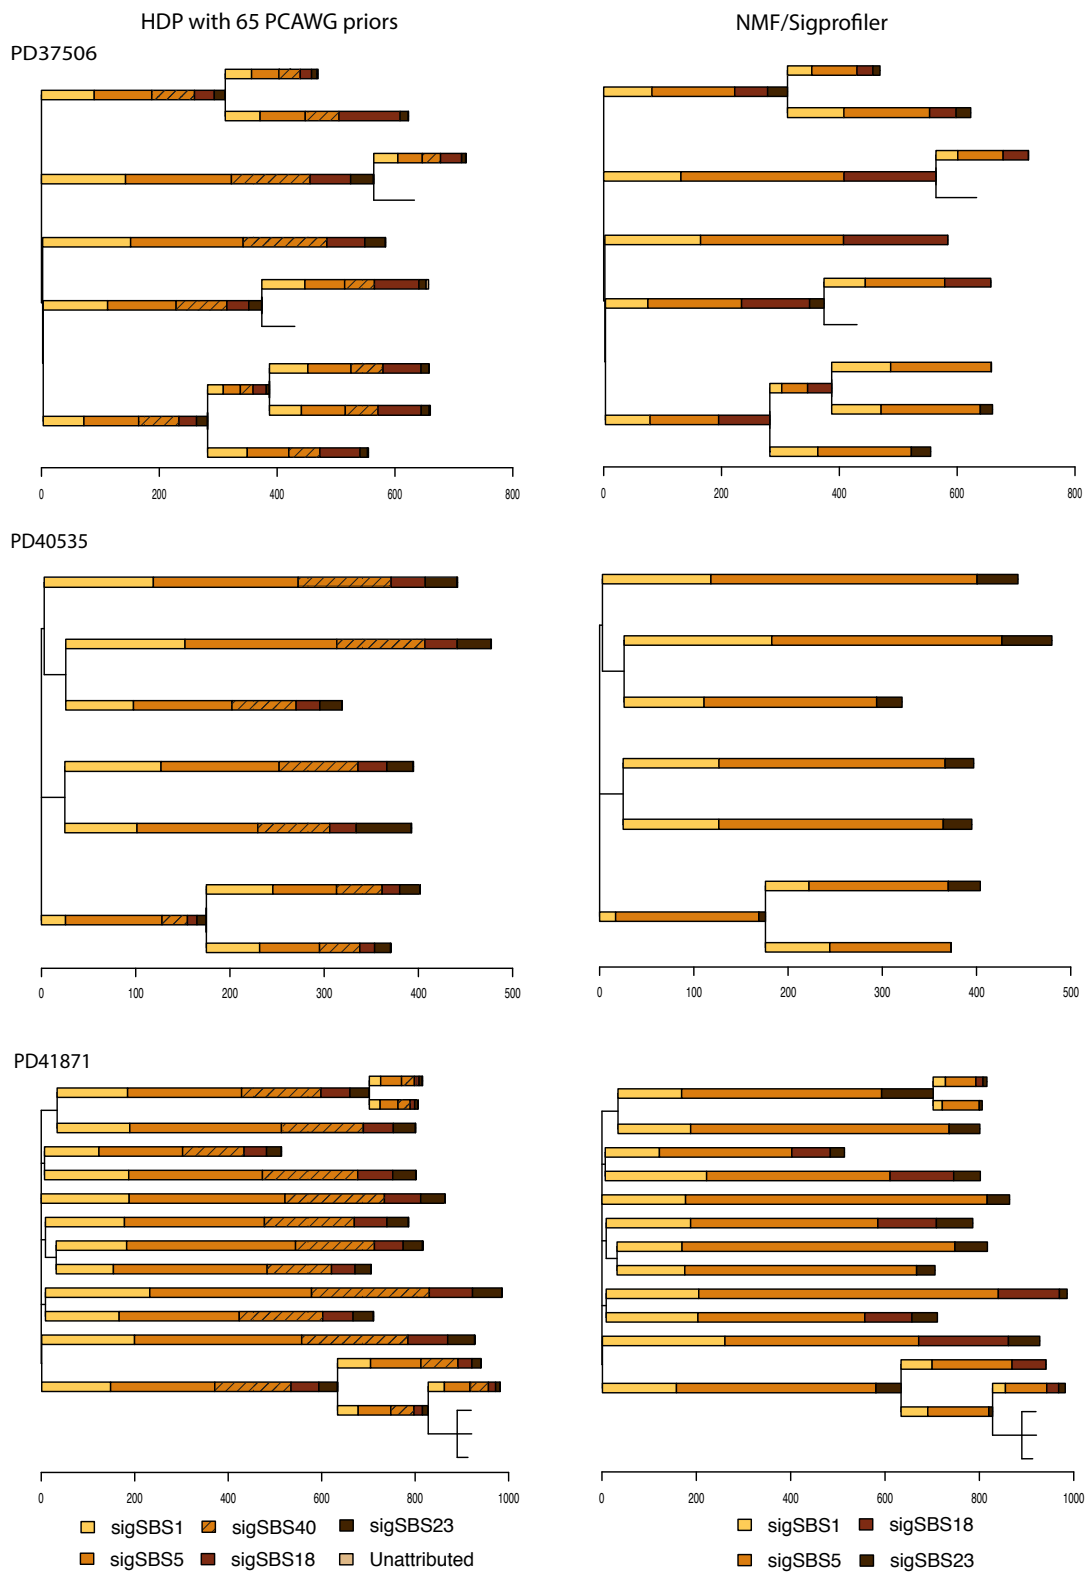 HDP with 65 PCAWG priors NMF/Sigprofiler
PD37506
0 200 400 600 800 0 200 400 600 800
PD40535
0 100 200 300 400 500 0 100 200 300 400 500
PD41871
0 200 400 600 800 1000 0 200 400 600 800 1000
sigSBS1 sigSBS40 sigSBS23 sigSBS1 sigSBS18
sigSBS5 sigSBS18 Unattributed sigSBS5 sigSBS23